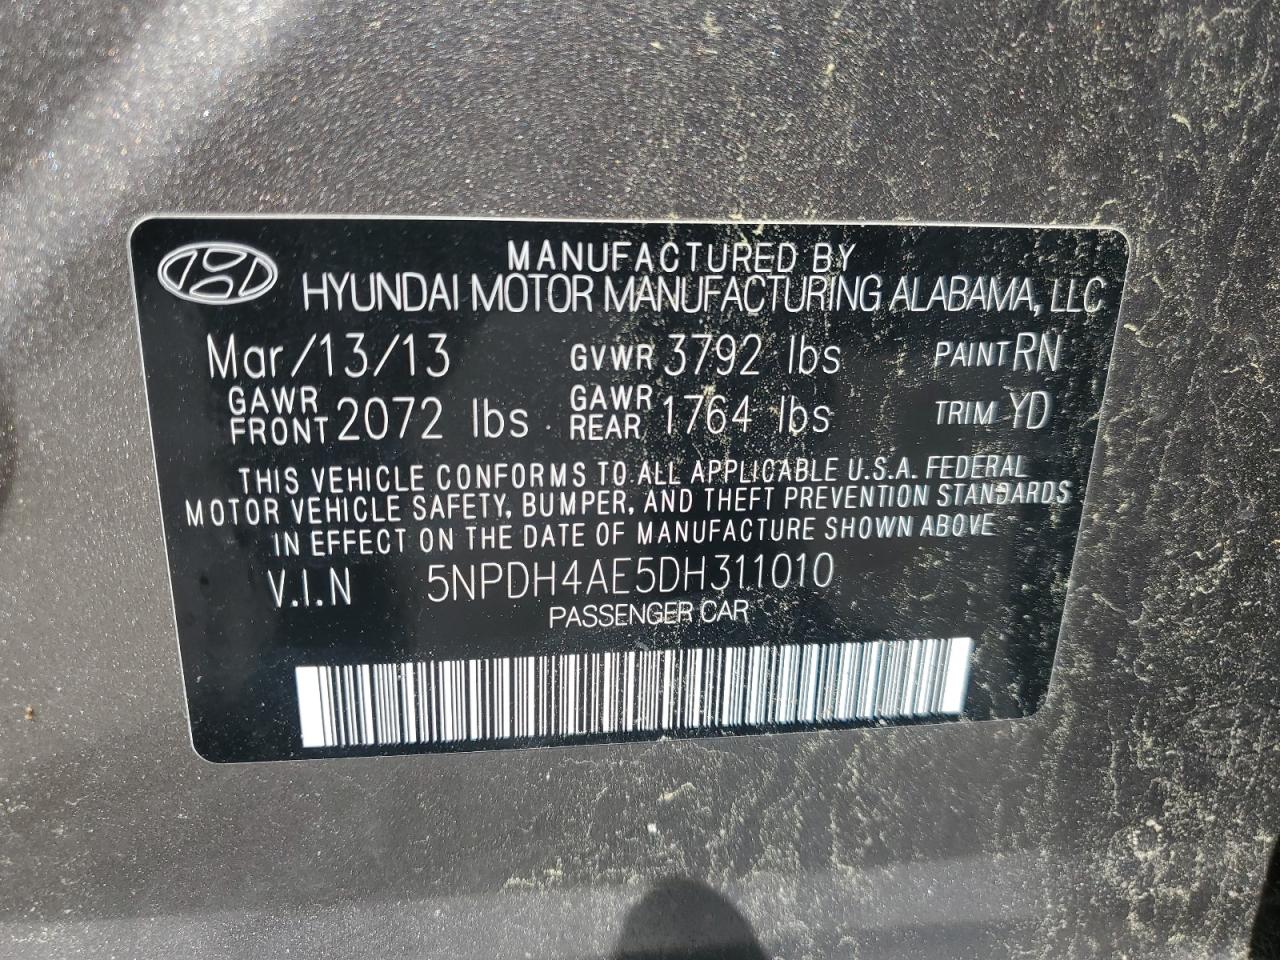 MANUFACTURED BY
HYUNDAI MOTOR MANUFACTURING ALABAMA, LLC
Mar/13/13 GVWR 3792 lbs PAINT RN
GAWR FRONT 2072 lbs GAWR REAR 1764 lbs TRIM YD
THIS VEHICLE CONFORMS TO ALL APPLICABLE U.S.A. FEDERAL
MOTOR VEHICLE SAFETY, BUMPER, AND THEFT PREVENTION STANDARDS
IN EFFECT ON THE DATE OF MANUFACTURE SHOWN ABOVE
V.I.N 5NPDH4AE5DH311010
PASSENGER CAR